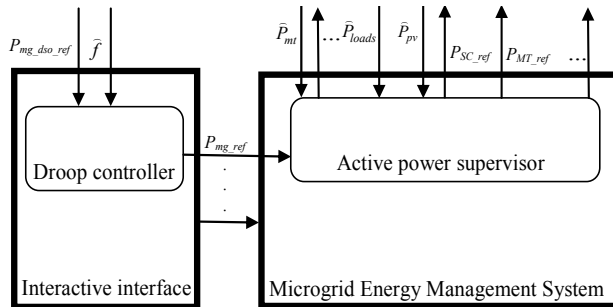 P_mg_dso_ref f̂ P̂_mt ... P̂_loads P̂_pv P_SC_ref P_MT_ref ...
Droop controller P_mg_ref Active power supervisor
.
.
.
Interactive interface Microgrid Energy Management System